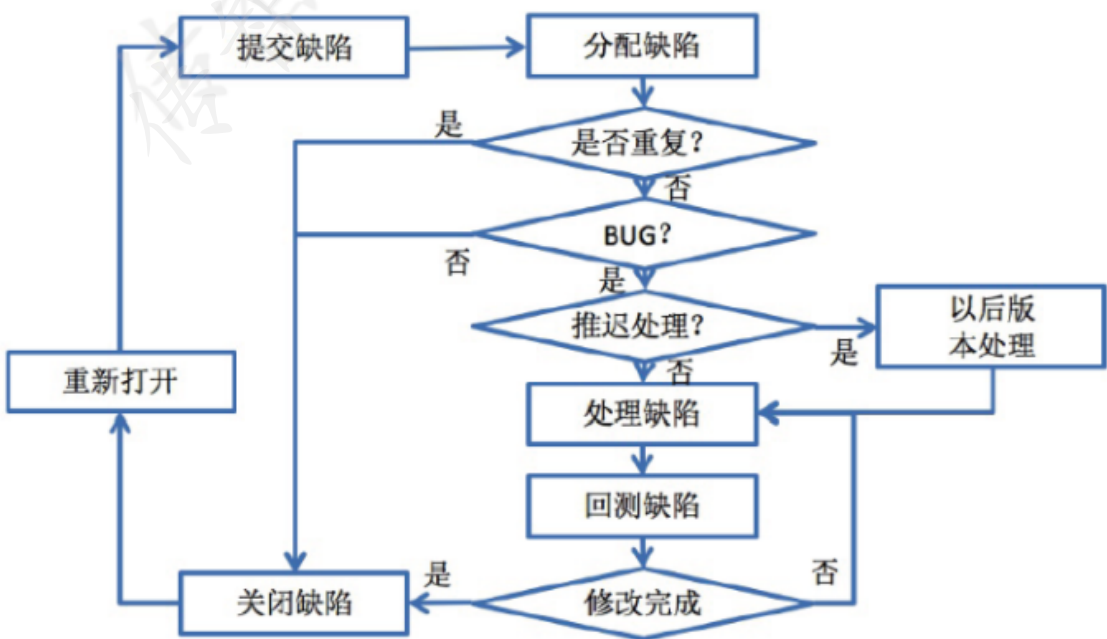 提交缺陷
分配缺陷
是
是否重复？
否
BUG？
否
是
推迟处理？
是
以后版
本处理
否
重新打开
处理缺陷
回测缺陷
是
修改完成
否
关闭缺陷